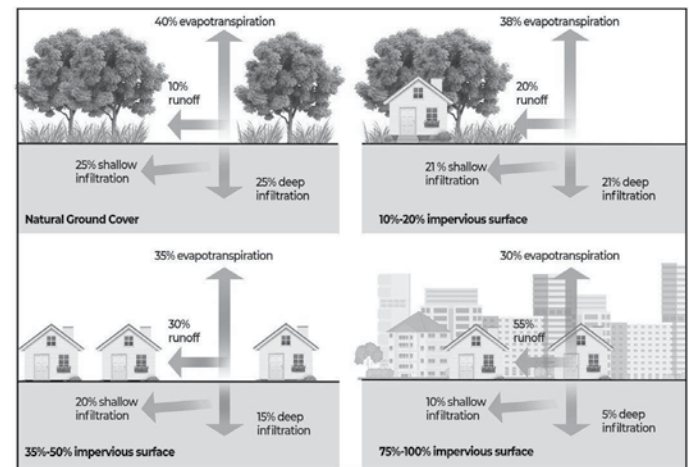 40% evapotranspiration
10%
runoff
25% shallow
infiltration
25% deep
infiltration
Natural Ground Cover
38% evapotranspiration
20%
runoff
21 % shallow
infiltration
21% deep
infiltration
10%-20% impervious surface
35% evapotranspiration
30%
runoff
20% shallow
infiltration
15% deep
infiltration
35%-50% impervious surface
30% evapotranspiration
55%
runoff
10% shallow
infiltration
5% deep
infiltration
75%-100% impervious surface